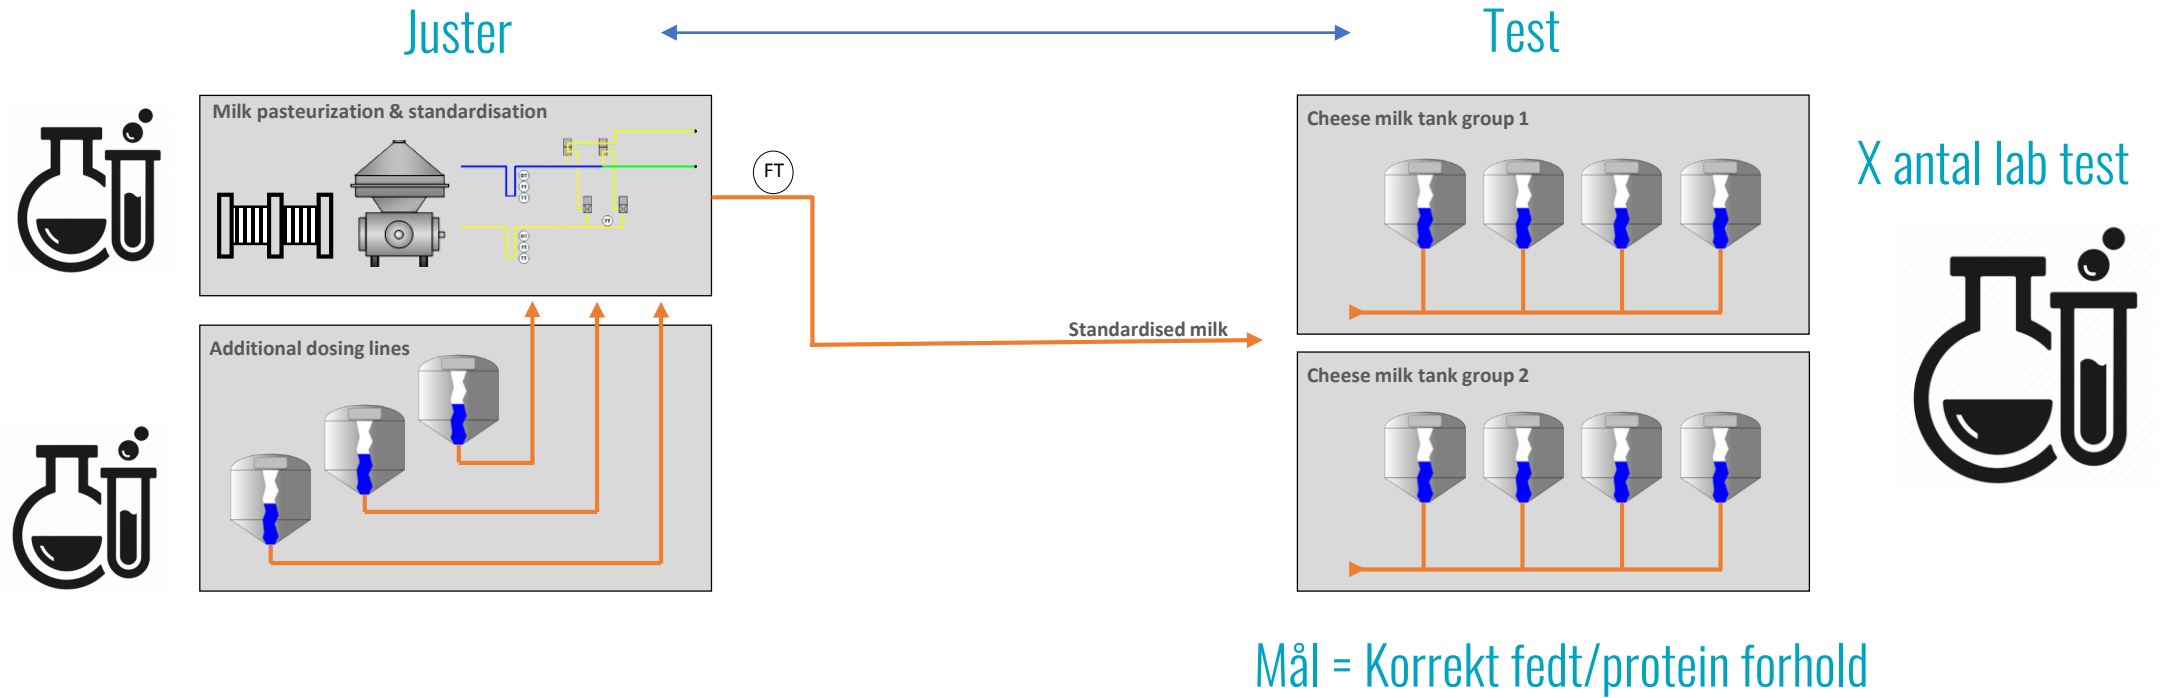 Juster
Test
Milk pasteurization & standardisation
Cheese milk tank group 1
FT
X antal lab test
Standardised milk
Additional dosing lines
Cheese milk tank group 2
Mål = Korrekt fedt/protein forhold